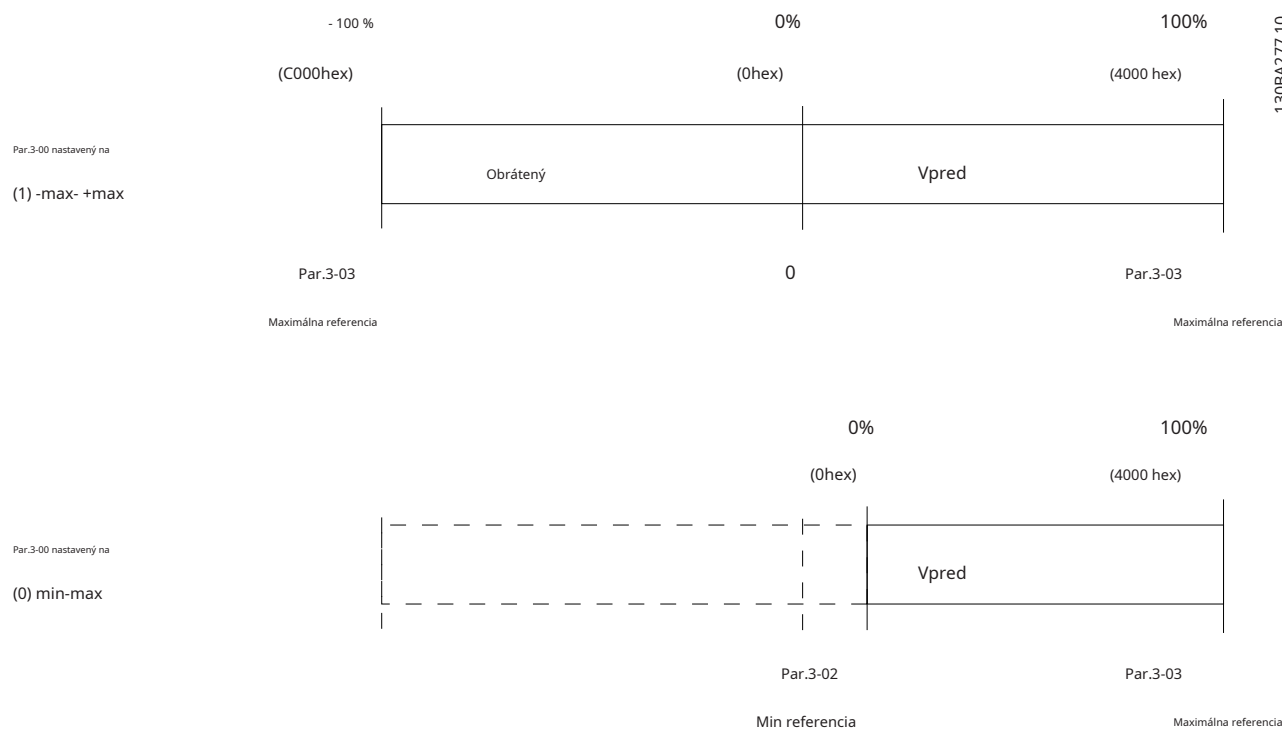 - 100 % 0% 100%
(C000hex) (0hex) (4000 hex)
130BA277.10
Par.3-00 nastavený na
(1) -max- +max
Obrátený Vpred
Par.3-03 0 Par.3-03
Maximálna referencia Maximálna referencia
0% 100%
(0hex) (4000 hex)
Par.3-00 nastavený na
(0) min-max
Vpred
Par.3-02 Par.3-03
Min referencia Maximálna referencia